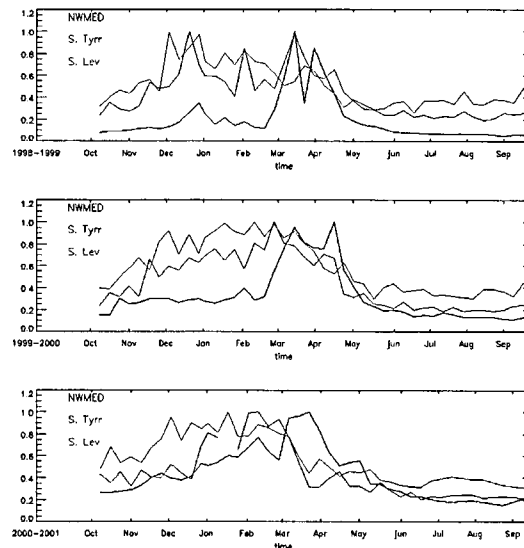 1.2 NWMED
1.0
S. Tyrr
0.8
S. Lev
0.6
0.4
0.2
0.0
Oct Nov Dec Jan Feb Mar Apr May jun Jul Aug Sep
1998-1999 time
1.2 NWMED
1.0
S. Tyrr
0.8
S. Lev
0.6
0.4
0.2
0.0
Oct Nov Dec Jan Feb Mar Apr May jun Jul Aug Sep
1999-2000 time
1.2 NWMED
1.0
S. Tyrr
0.8
S. Lev
0.6
0.4
0.2
0.0
Oct Nov Dec Jan Feb Mar Apr May jun Jul Aug Sep
2000-2001 time